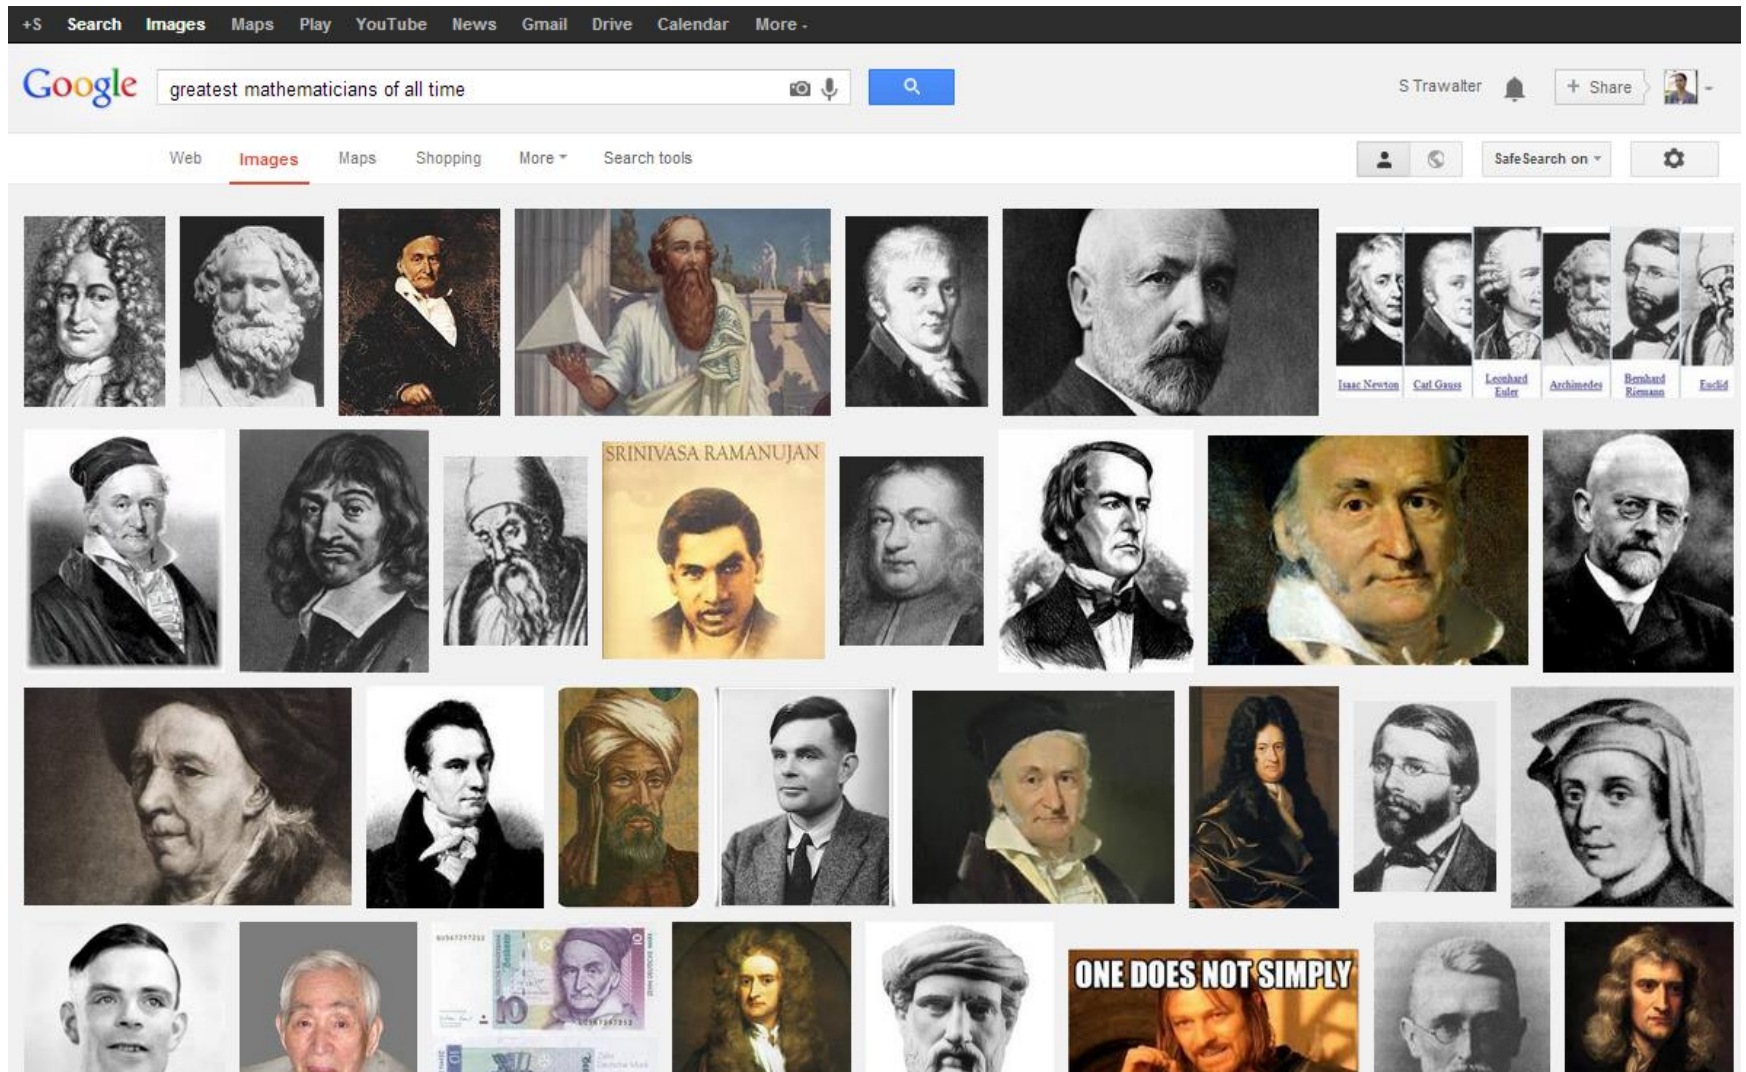 +S Search Images Maps Play YouTube News Gmail Drive Calendar More
Google greatest mathematicians of all time S Trawalter + Share
Web Images Maps Shopping More Search tools SafeSearch on
Isaac Newton Carl Gauss Leonhard Euler Archimedes Bernhard Riemann Euclid
SRINIVASA RAMANUJAN
10
ONE DOES NOT SIMPLY